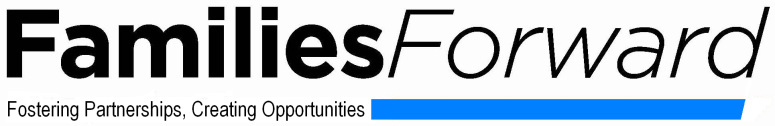 FamiliesForward
Fostering Partnerships, Creating Opportunities